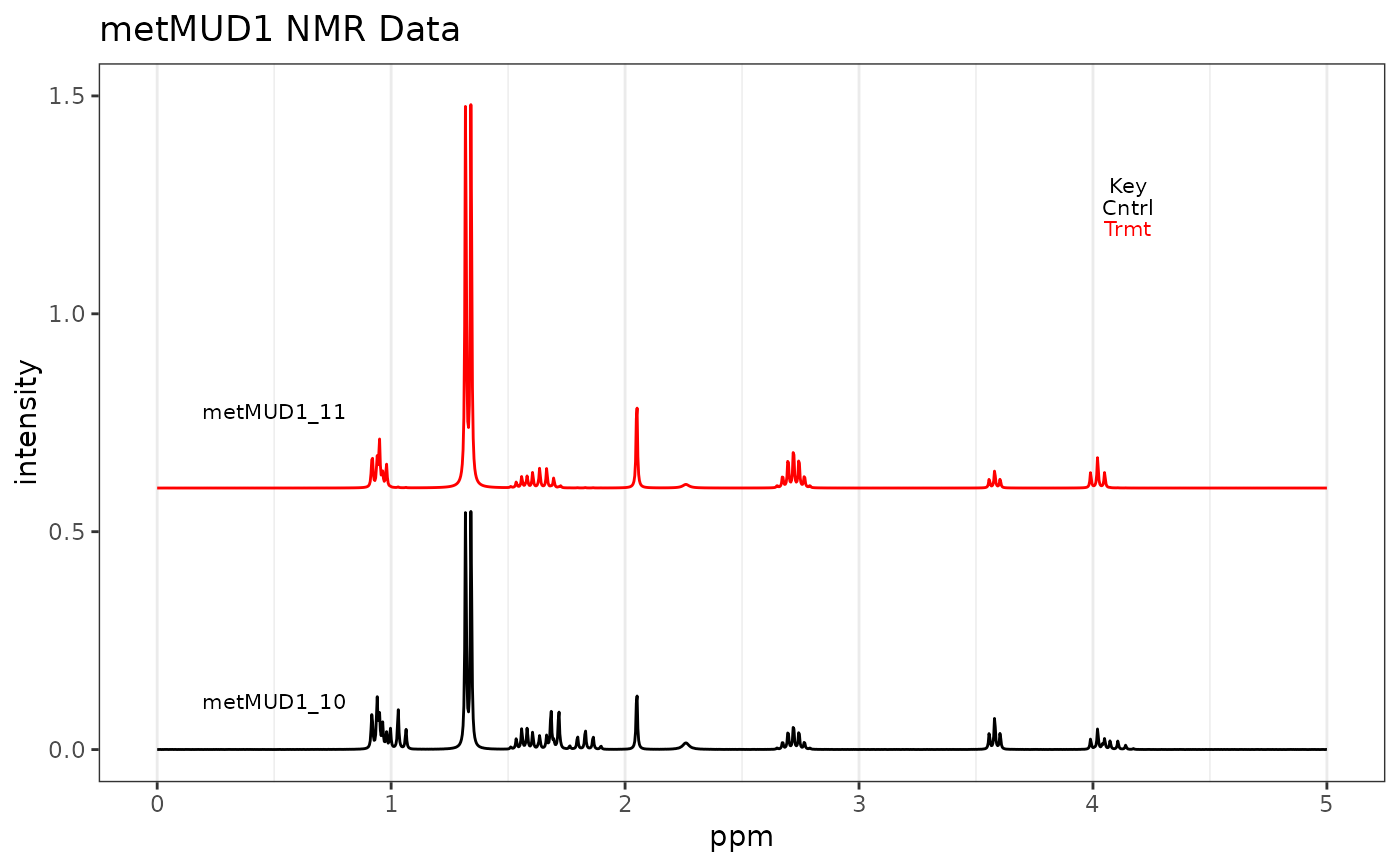 metMUD1 NMR Data
1.5
Key
Cntrl
Trmt
1.0
intensity
metMUD1_11
0.5
metMUD1_10
0.0
0 1 2 3 4 5
ppm